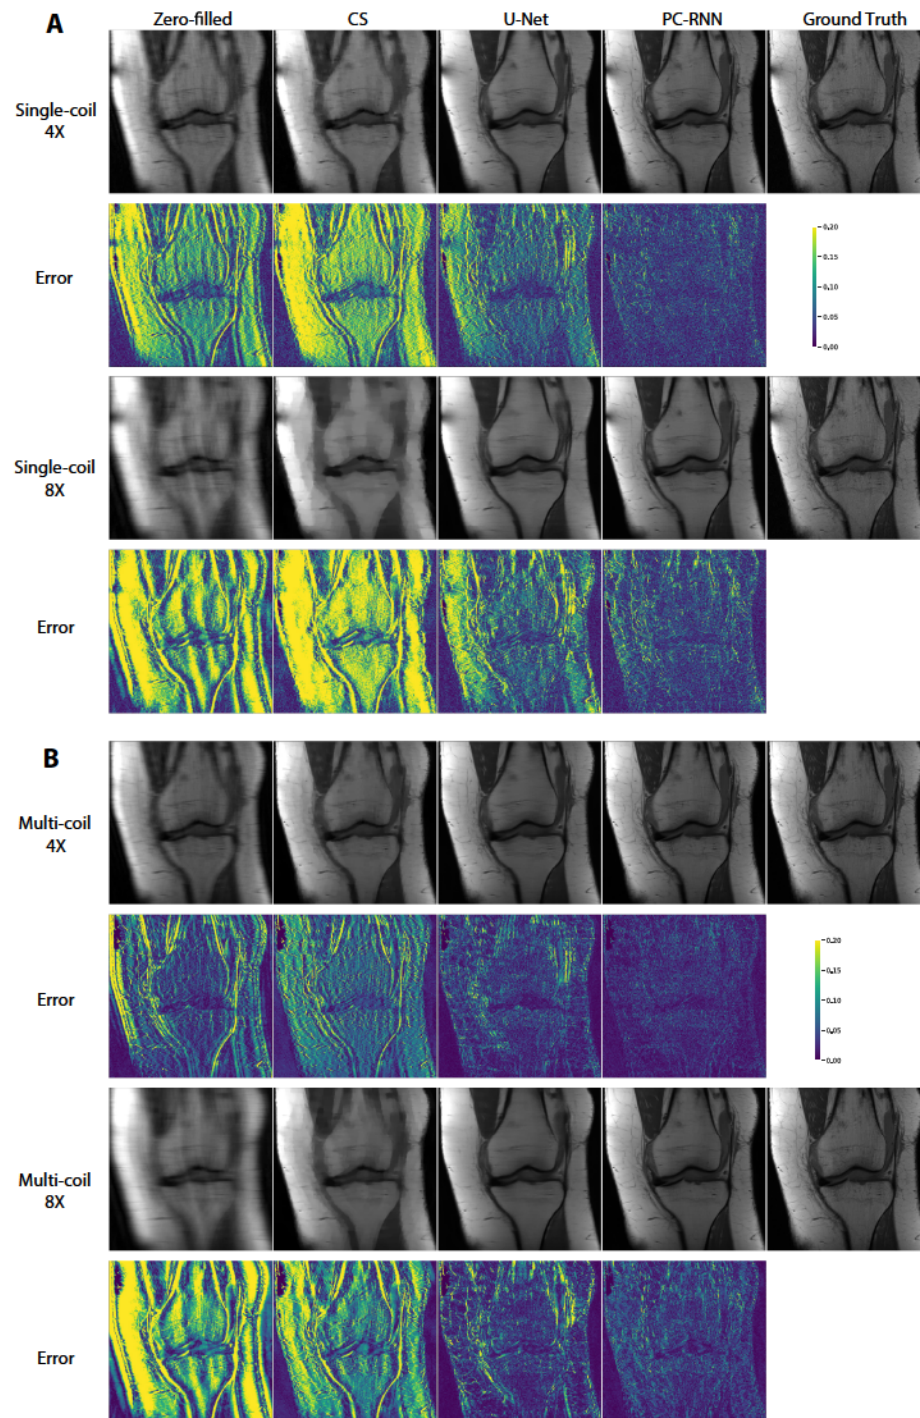 A
Zero-filled CS U-Net PC-RNN Ground Truth
Single-coil
4X
Error
0.20
0.15
0.10
0.05
0.00
Single-coil
8X
Error
B
Multi-coil
4X
Error
0.20
0.15
0.10
0.05
0.00
Multi-coil
8X
Error